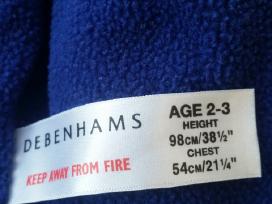 DEBENHAMS
KEEP AWAY FROM FIRE
AGE 2-3
HEIGHT
98CM/38½"
CHEST
54CM/21¼"